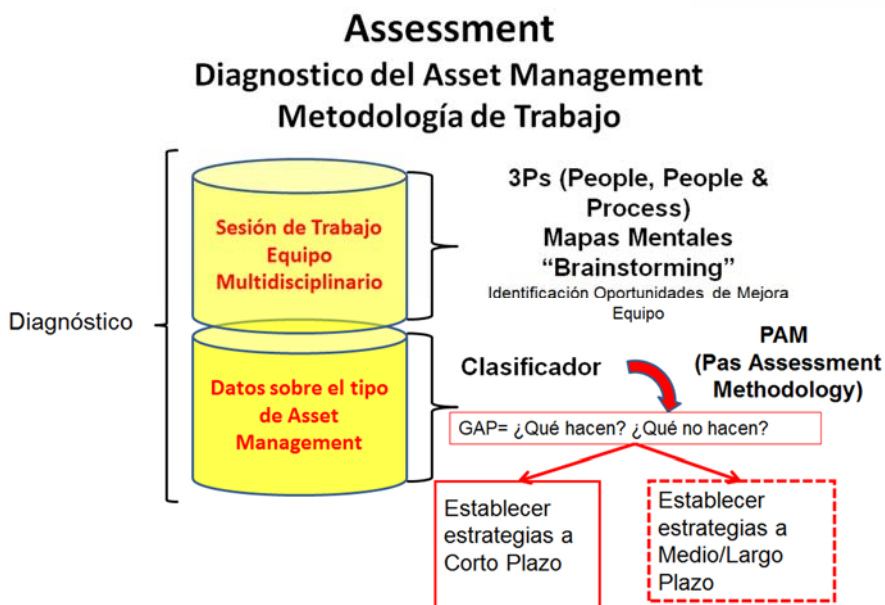 Assessment
Diagnostico del Asset Management
Metodología de Trabajo
Diagnóstico
Sesión de Trabajo
Equipo
Multidisciplinario
3Ps (People, People &
Process)
Mapas Mentales
“Brainstorming”
Identificación Oportunidades de Mejora
Equipo
Datos sobre el tipo
de Asset
Management
Clasificador
PAM
(Pas Assessment
Methodology)
GAP= ¿Qué hacen? ¿Qué no hacen?
Establecer
estrategias a
Corto Plazo
Establecer
estrategias a
Medio/Largo
Plazo